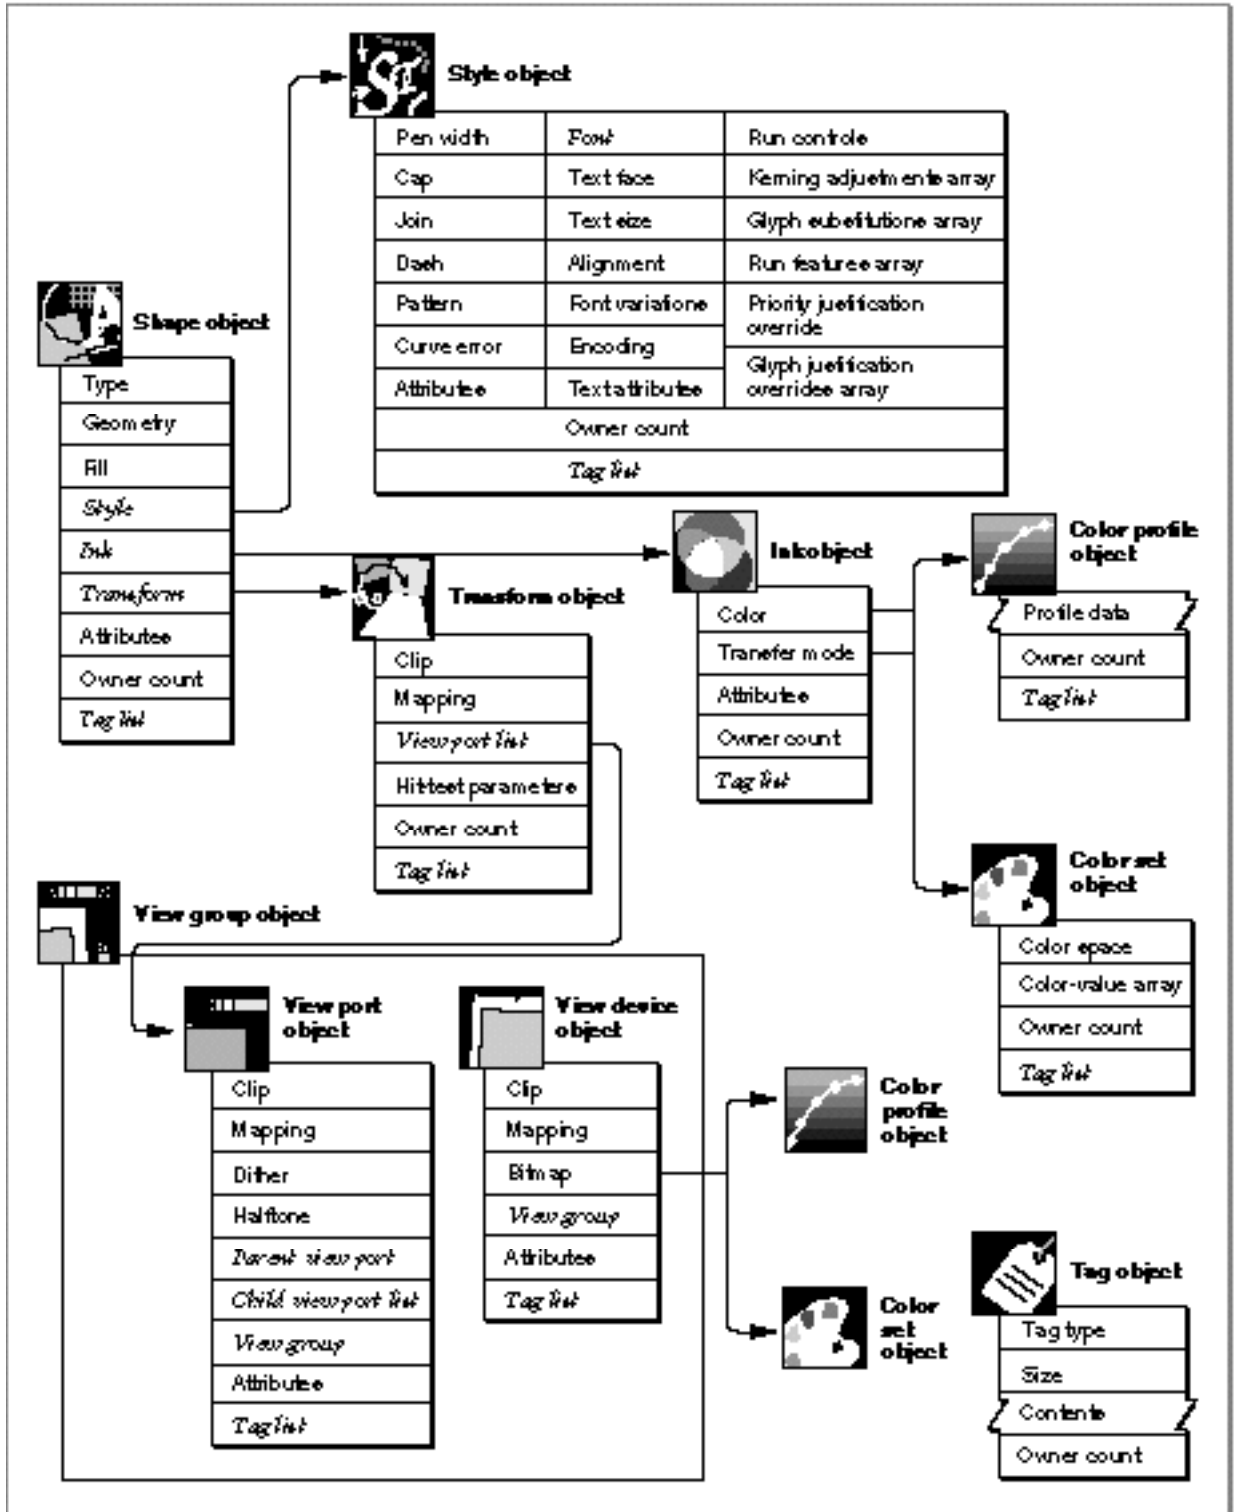 Style object
Pen width
Font
Run controls
Cap
Text face
Kerning adjustments array
Join
Text size
Glyph substitutions array
Dash
Alignment
Run features array
Pattern
Font variations
Priority justification
override
Curve error
Encoding
Glyph justification
overrides array
Attributes
Text attributes
Owner count
Tag list
Shape object
Type
Geometry
Fill
Style
Ink
Transform
Attributes
Owner count
Tag list
Transform object
Clip
Mapping
View port list
Hit-test parameters
Owner count
Tag list
Ink object
Color
Transfer mode
Attributes
Owner count
Tag list
Color profile
object
Profile data
Owner count
Tag list
Color set
object
Color space
Color-value array
Owner count
Tag list
View group object
View port
object
Clip
Mapping
Dither
Halftone
Parent view port
Child view port list
View group
Attributes
Tag list
View device
object
Clip
Mapping
Bitmap
View group
Attributes
Tag list
Color
profile
object
Color
set
object
Tag object
Tag type
Size
Contents
Owner count